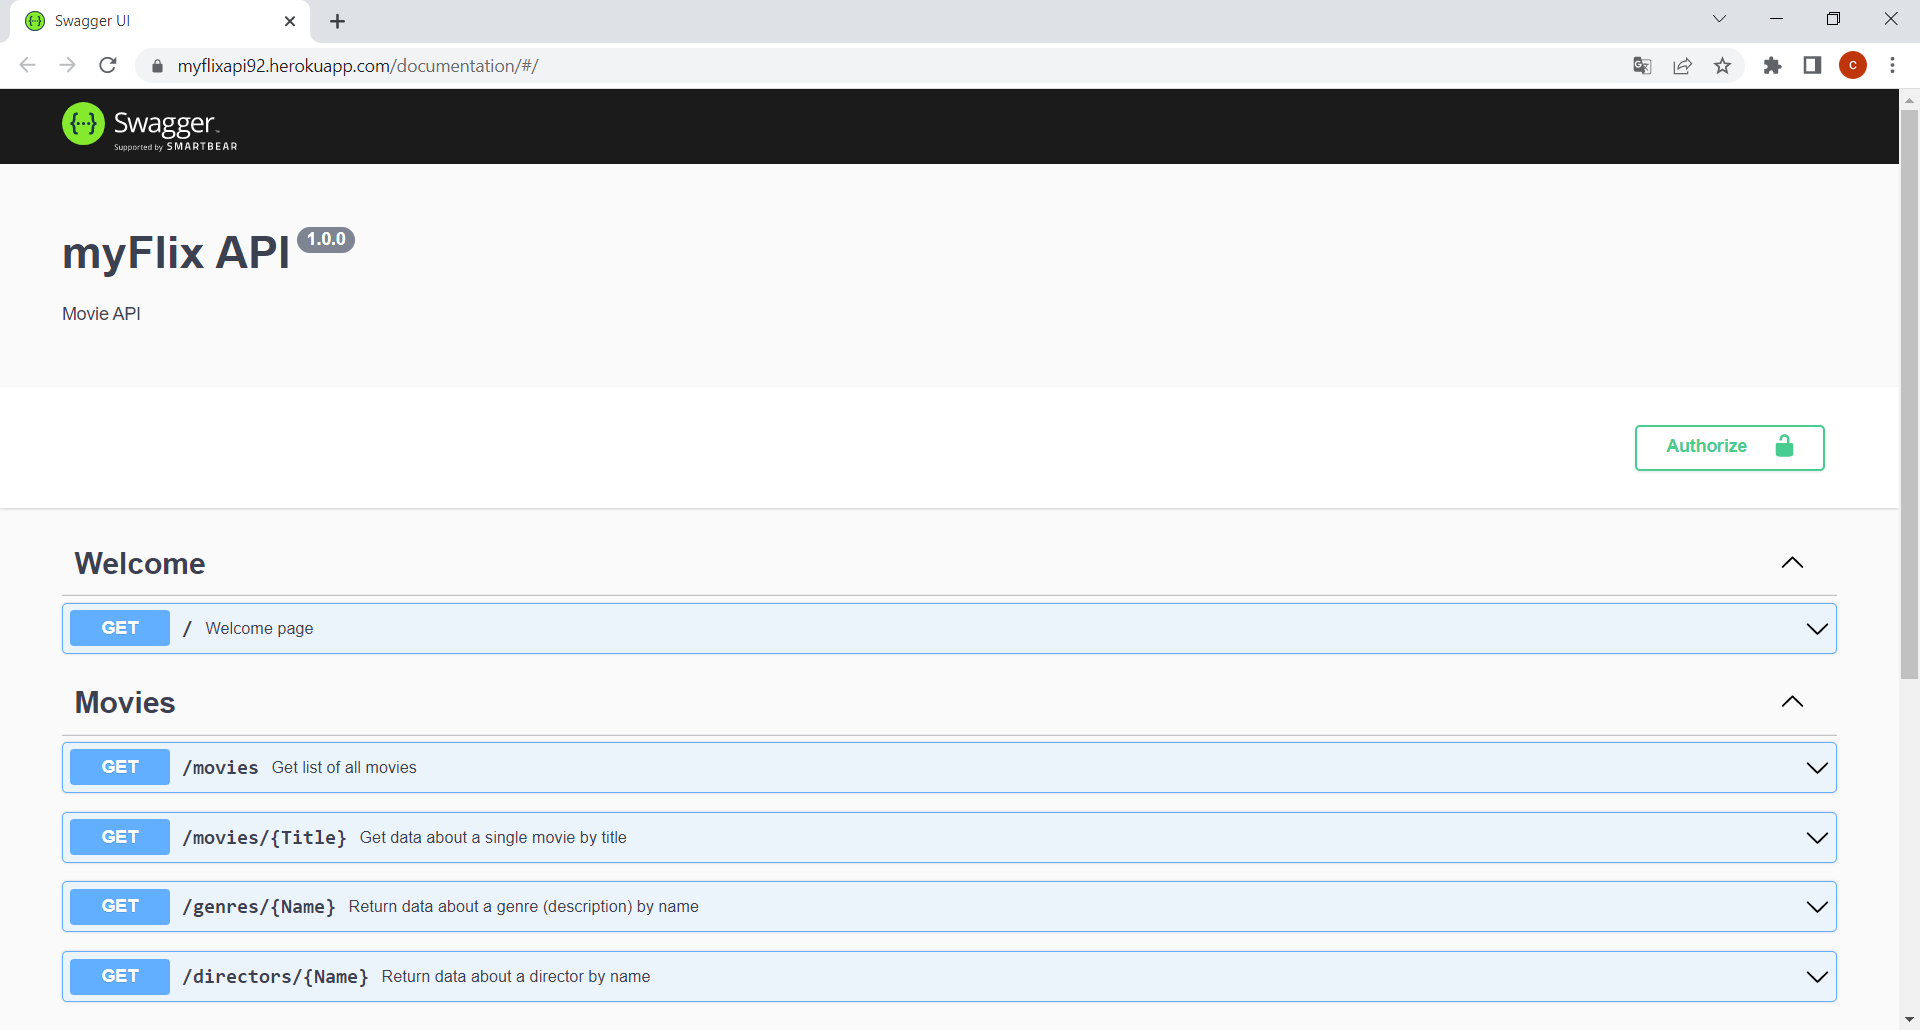 Swagger UI
myflixapi92.herokuapp.com/documentation/#/
C
{···} Swagger™
Supported by SMARTBEAR
myFlix API 1.0.0
Movie API
Authorize
Welcome
GET / Welcome page
Movies
GET /movies Get list of all movies
GET /movies/{Title} Get data about a single movie by title
GET /genres/{Name} Return data about a genre (description) by name
GET /directors/{Name} Return data about a director by name